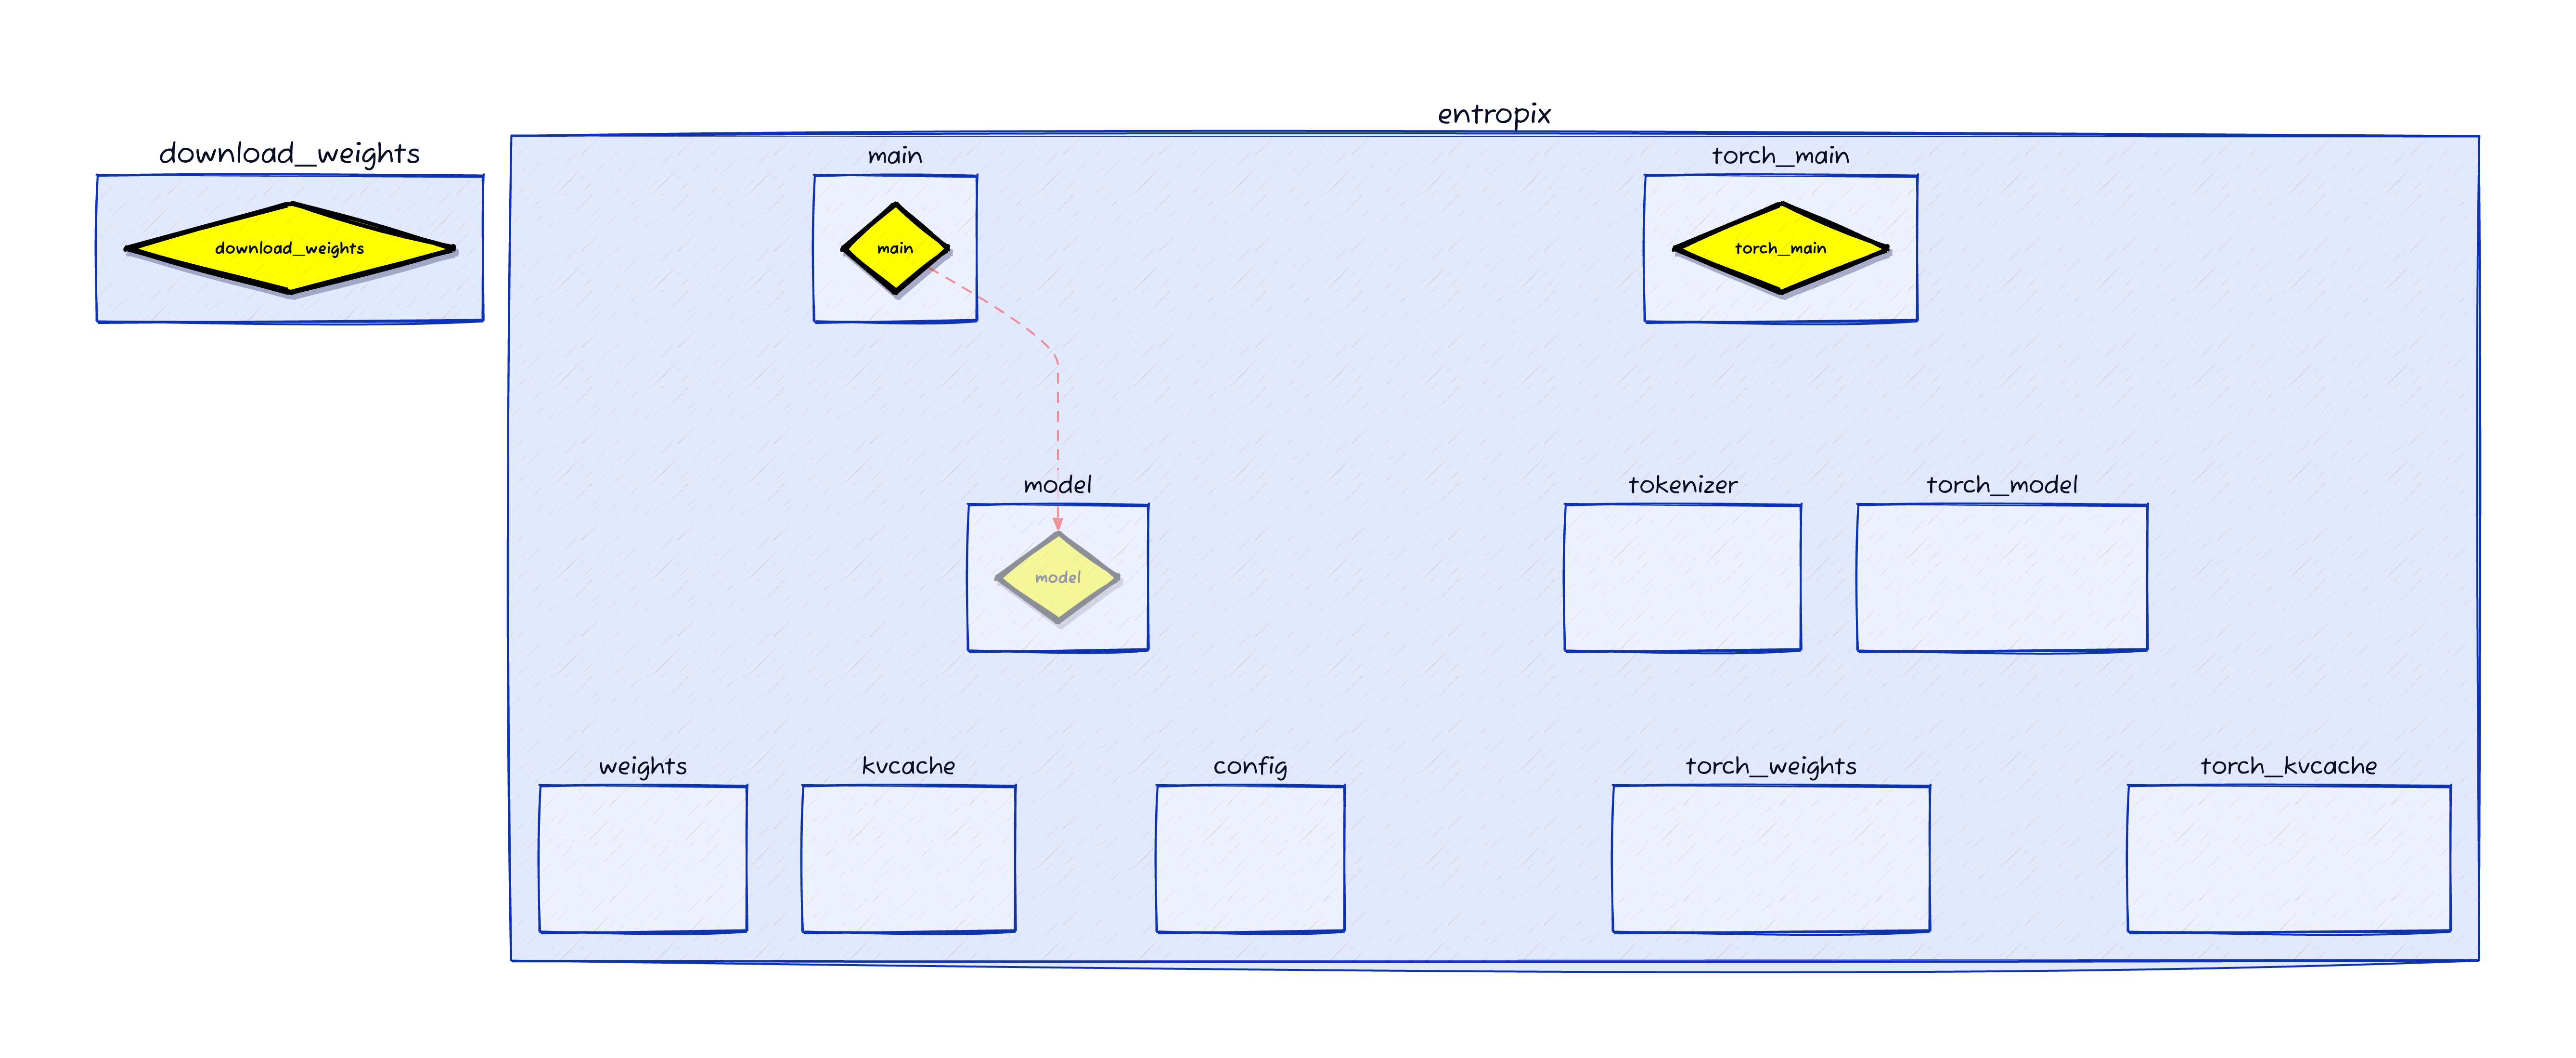 entropix
download_weights
main
torch_main
download_weights
main
torch_main
model
tokenizer
torch_model
model
weights
kvcache
config
torch_weights
torch_kvcache